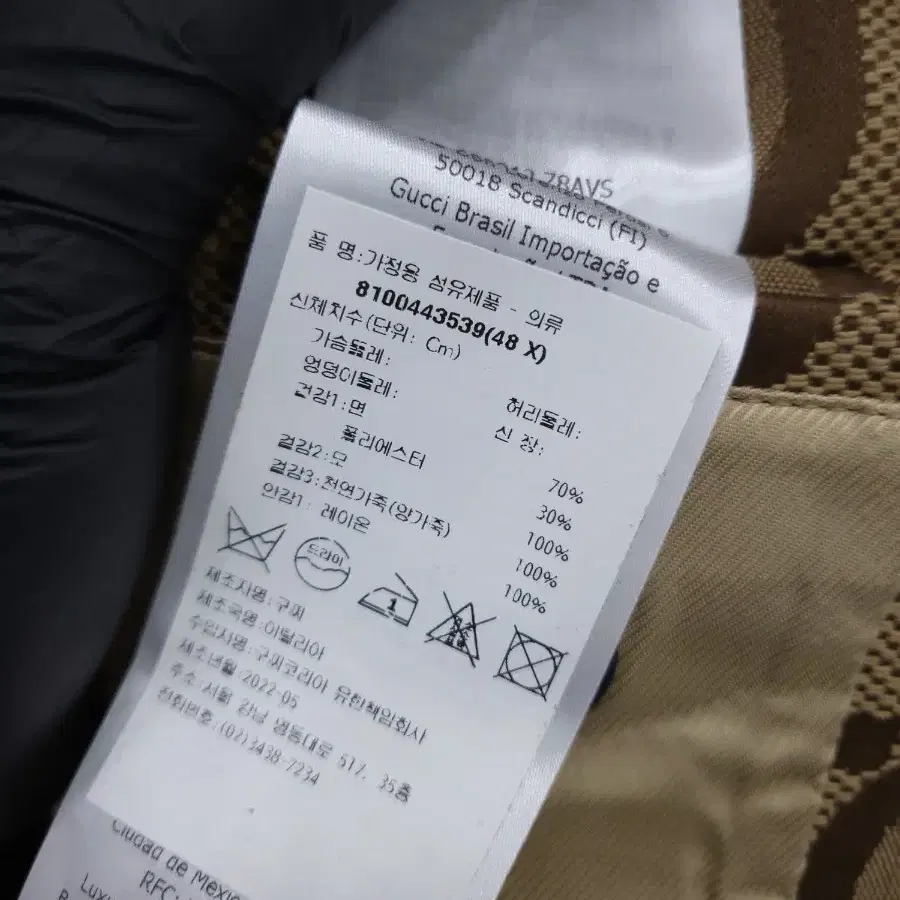 50018 Scandicci (FI)
Gucci Brasil Importação e
품 명:가정용 섬유제품 - 의류
8100443539(48 X)
신체치수(단위: Cm)
가슴둘레: 허리둘레:
엉덩이둘레: 신 장:
겉감1:면 70%
폴리에스터 30%
겉감2:모 100%
겉감3:천연가죽(양가죽) 100%
안감1: 레이온 100%
드라이
1
제조자명:구찌
제조국명:이탈리아
수입자명:구찌코리아 유한책임회사
제조년월:2022-05
주소:서울 강남 영동대로 517, 35층
전화번호:(02)3438-7234
Ciudad de Mexico
RFC: